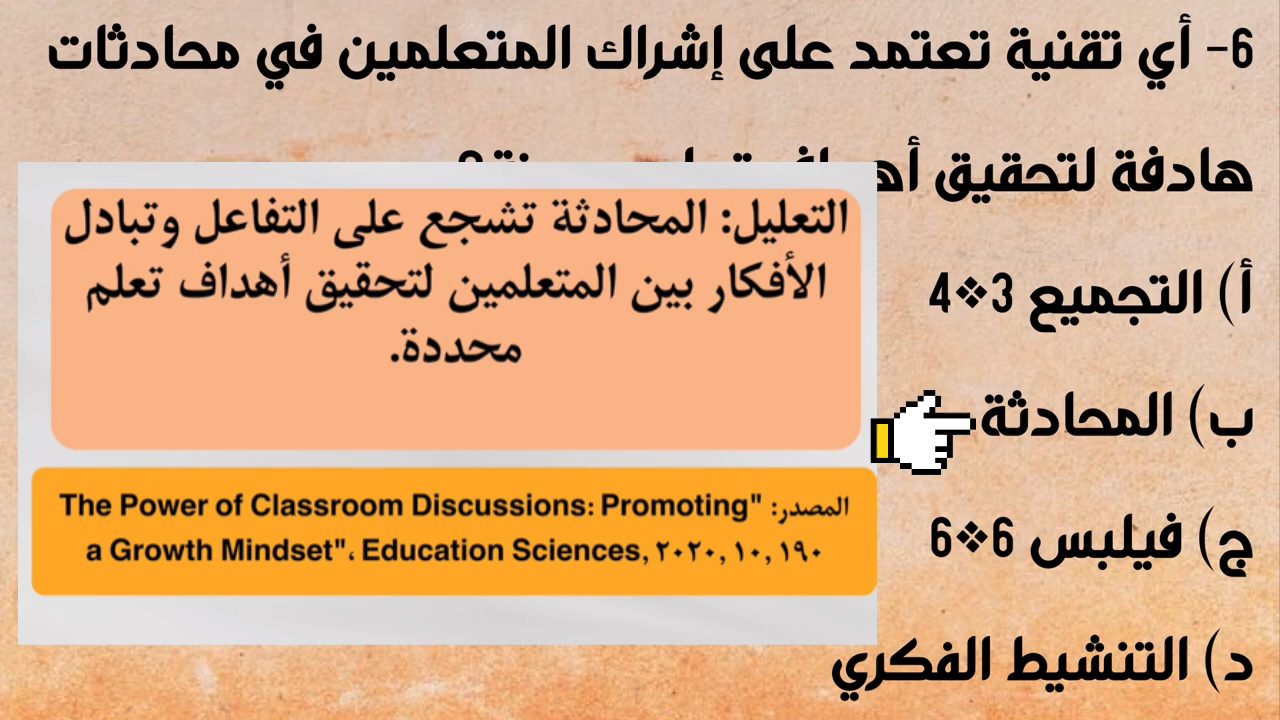 6- أي تقنية تعتمد على إشراك المتعلمين في محادثات
هادفة لتحقيق
أ) التجميع 3❖4
ب) المحادثة
ج) فيلبس 6❖6
د) التنشيط الفكري
التعليل: المحادثة تشجع على التفاعل وتبادل
الأفكار بين المتعلمين لتحقيق أهداف تعلم
محددة.
المصدر: "The Power of Classroom Discussions: Promoting
a Growth Mindset"، Education Sciences, ٢٠٢٠, ١٠, ١٩٠